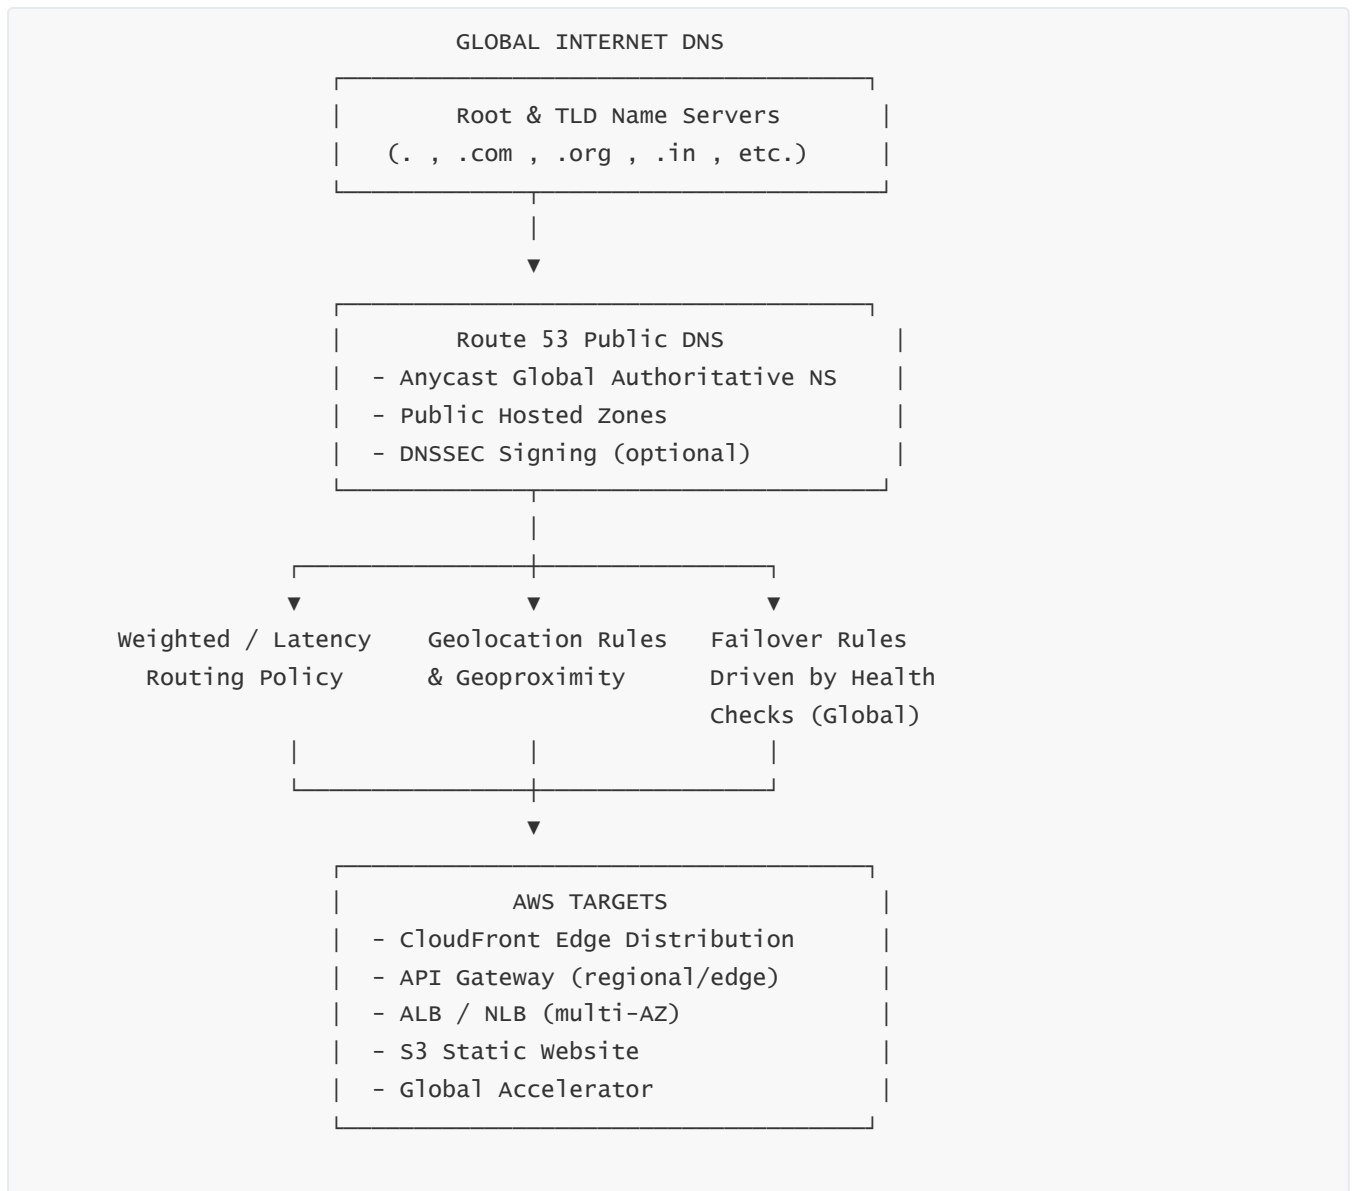 GLOBAL INTERNET DNS
Root & TLD Name Servers
(. , .com , .org , .in , etc.)
Route 53 Public DNS
- Anycast Global Authoritative NS
- Public Hosted Zones
- DNSSEC Signing (optional)
Weighted / Latency Geolocation Rules Failover Rules
Routing Policy & Geoproximity Driven by Health
Checks (Global)
AWS TARGETS
- CloudFront Edge Distribution
- API Gateway (regional/edge)
- ALB / NLB (multi-AZ)
- S3 Static Website
- Global Accelerator